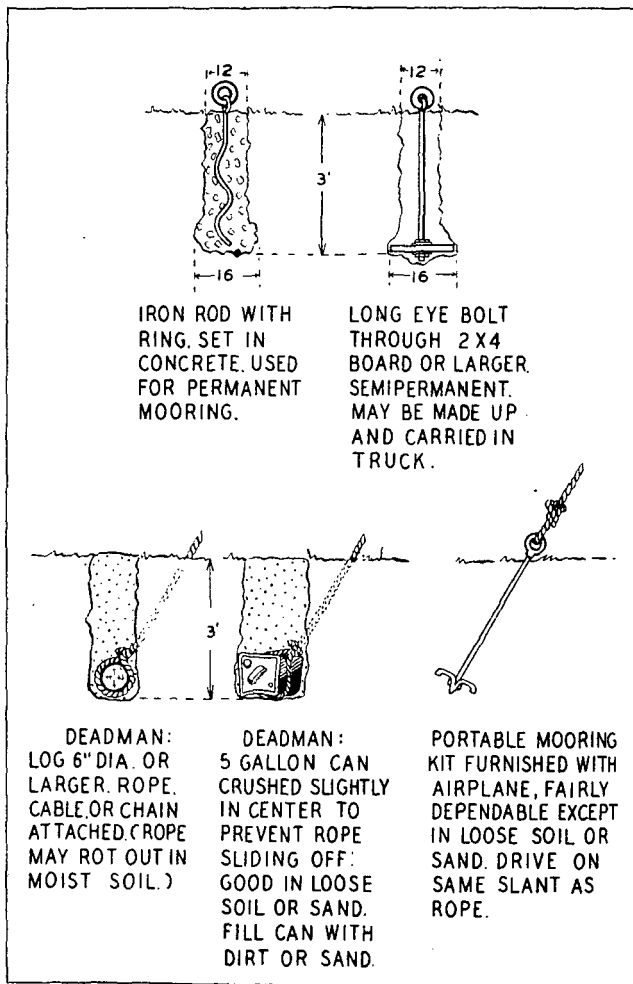 12
12
3'
16
16
IRON ROD WITH
RING. SET IN
CONCRETE. USED
FOR PERMANENT
MOORING.
LONG EYE BOLT
THROUGH 2X4
BOARD OR LARGER.
SEMIPERMANENT.
MAY BE MADE UP
AND CARRIED IN
TRUCK.
3'
DEADMAN:
LOG 6" DIA. OR
LARGER. ROPE,
CABLE, OR CHAIN
ATTACHED. (ROPE
MAY ROT OUT IN
MOIST SOIL.)
DEADMAN:
5 GALLON CAN
CRUSHED SLIGHTLY
IN CENTER TO
PREVENT ROPE
SLIDING OFF:
GOOD IN LOOSE
SOIL OR SAND.
FILL CAN WITH
DIRT OR SAND.
PORTABLE MOORING
KIT FURNISHED WITH
AIRPLANE, FAIRLY
DEPENDABLE EXCEPT
IN LOOSE SOIL OR
SAND. DRIVE ON
SAME SLANT AS
ROPE.